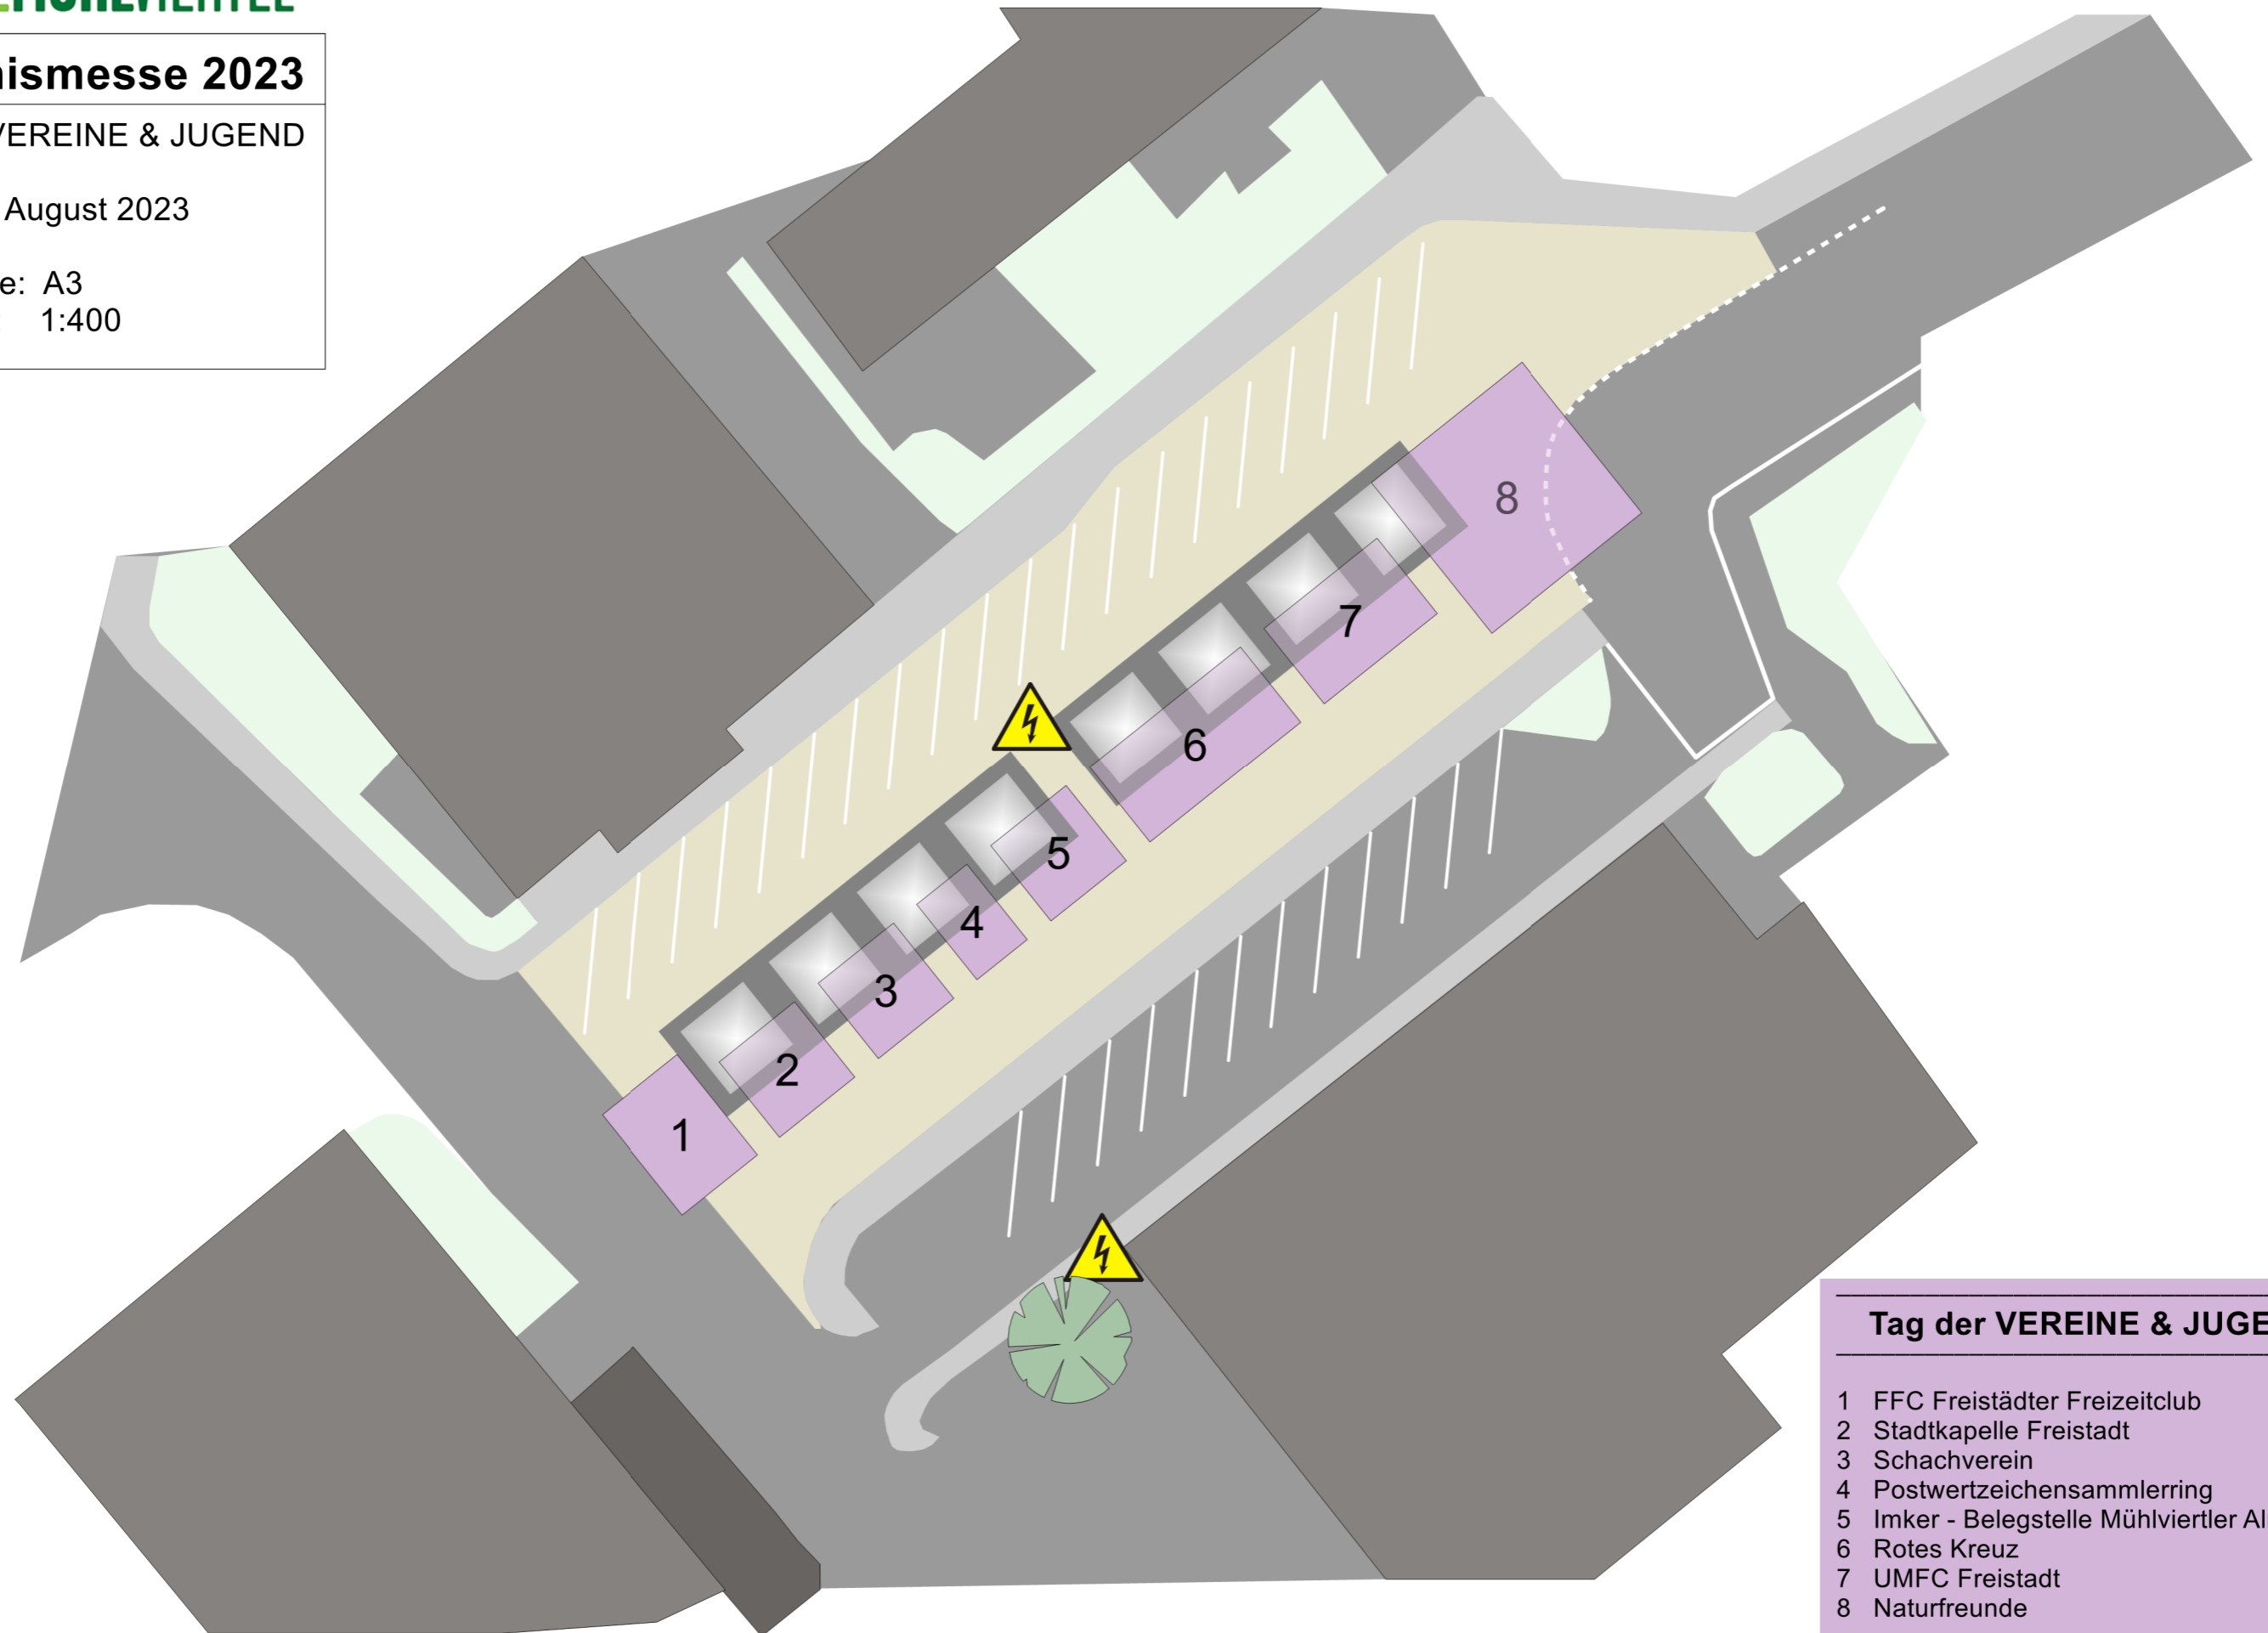 nismesse 2023
VEREINE & JUGEND
August 2023
e: A3
1:400
8
7
6
5
4
3
2
1
Tag der VEREINE & JUGE
1 FFC Freistädter Freizeitclub
2 Stadtkapelle Freistadt
3 Schachverein
4 Postwertzeichensammlerring
5 Imker - Belegstelle Mühlviertler Al
6 Rotes Kreuz
7 UMFC Freistadt
8 Naturfreunde